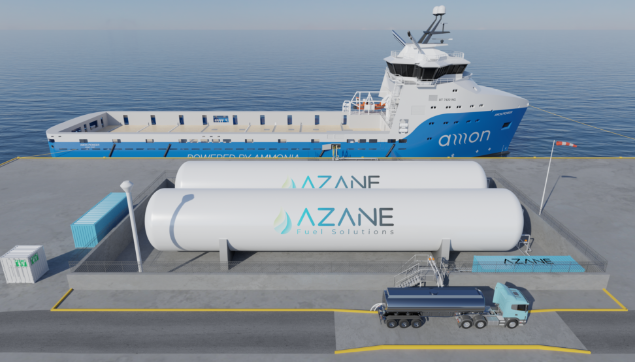 amon
POWERED BY AMMONIA
AZANE
AZANE
Fuel Solutions
AZANE